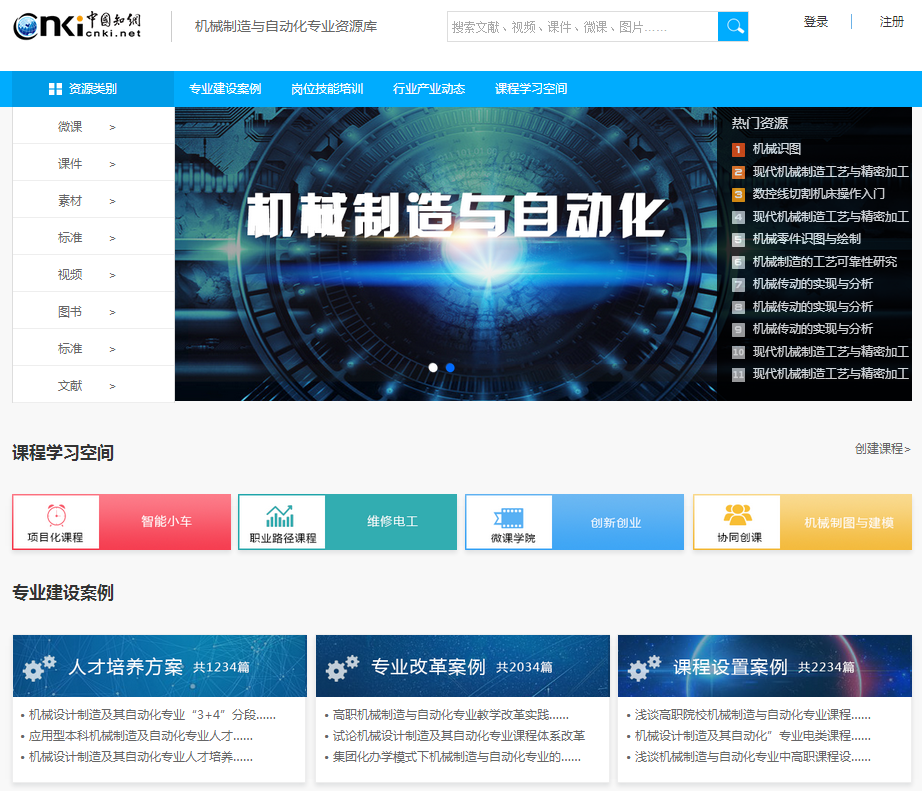 cnki中国知网
cnki.net
机械制造与自动化专业资源库
搜索文献、视频、课件、微课、图片……
登录
注册
资源类别
专业建设案例
岗位技能培训
行业产业动态
课程学习空间
微课 >
课件 >
素材 >
标准 >
视频 >
图书 >
标准 >
文献 >
机械制造与自动化
热门资源
1 机械识图
2 现代机械制造工艺与精密加工
3 数控线切割机床操作入门
4 现代机械制造工艺与精密加工
5 机械零件识图与绘制
6 机械制造的工艺可靠性研究
7 机械传动的实现与分析
8 机械传动的实现与分析
9 机械传动的实现与分析
10 现代机械制造工艺与精密加工
11 现代机械制造工艺与精密加工
课程学习空间
创建课程>
项目化课程
智能小车
职业路径课程
维修电工
微课学院
创新创业
协同创课
机械制图与建模
专业建设案例
人才培养方案 共1234篇
• 机械设计制造及其自动化专业“3+4”分段......
• 应用型本科机械制造及自动化专业人才......
• 机械设计制造及其自动化专业人才培养......
专业改革案例 共2034篇
• 高职机械制造与自动化专业教学改革实践......
• 试论机械设计制造及其自动化专业课程体系改革
• 集团化办学模式下机械制造与自动化专业的......
课程设置案例 共2234篇
• 浅谈高职院校机械制造与自动化专业课程......
• 机械设计制造及其自动化”专业电类课程......
• 浅谈机械制造与自动化专业中高职课程设......